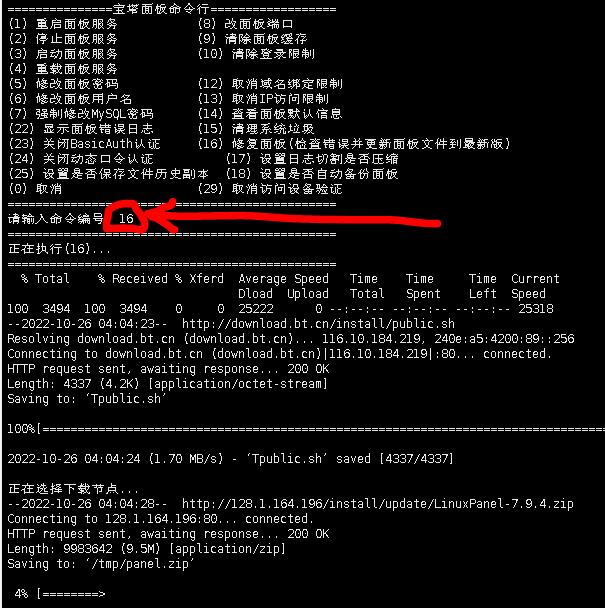 ===============宝塔面板命令行==================
(1) 重启面板服务           (8) 改面板端口
(2) 停止面板服务           (9) 清除面板缓存
(3) 启动面板服务           (10) 清除登录限制
(4) 重载面板服务
(5) 修改面板密码           (12) 取消域名绑定限制
(6) 修改面板用户名         (13) 取消IP访问限制
(7) 强制修改MySQL密码      (14) 查看面板默认信息
(22) 显示面板错误日志      (15) 清理系统垃圾
(23) 关闭BasicAuth认证     (16) 修复面板(检查错误并更新面板文件到最新版)
(24) 关闭动态口令认证          (17) 设置日志切割是否压缩
(25) 设置是否保存文件历史副本  (18) 设置是否自动备份面板
(0) 取消                   (29) 取消访问设备验证
===============================================
请输入命令编号：16
===============================================
正在执行(16)...
===============================================
  % Total    % Received % Xferd  Average Speed   Time    Time     Time  Current
                                 Dload  Upload   Total   Spent    Left  Speed
100  3494  100  3494    0     0  25222      0 --:--:-- --:--:-- --:--:-- 25318
--2022-10-26 04:04:23--  http://download.bt.cn/install/public.sh
Resolving download.bt.cn (download.bt.cn)... 116.10.184.219, 240e:a5:4200:89::256
Connecting to download.bt.cn (download.bt.cn)|116.10.184.219|:80... connected.
HTTP request sent, awaiting response... 200 OK
Length: 4337 (4.2K) [application/octet-stream]
Saving to: ‘Tpublic.sh’
100%[==============================================================================
2022-10-26 04:04:24 (1.70 MB/s) - ‘Tpublic.sh’ saved [4337/4337]
正在选择下载节点...
--2022-10-26 04:04:28--  http://128.1.164.196/install/update/LinuxPanel-7.9.4.zip
Connecting to 128.1.164.196:80... connected.
HTTP request sent, awaiting response... 200 OK
Length: 9983642 (9.5M) [application/zip]
Saving to: ‘/tmp/panel.zip’
 4% [========>